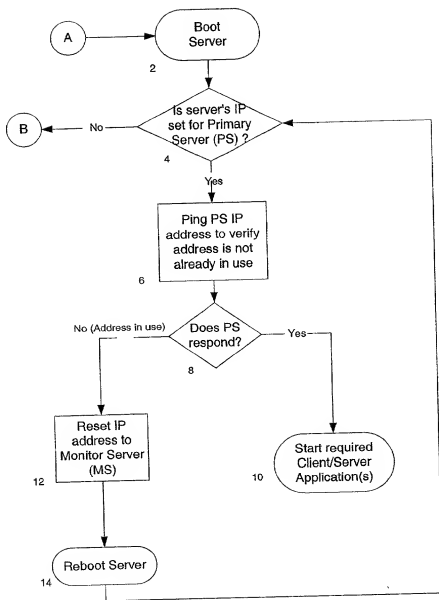 A
Boot
Server
2
Is server's IP
set for Primary
Server (PS) ?
4
B
No
Yes
Ping PS IP
address to verify
address is not
already in use
6
No (Address in use)
Does PS
respond?
8
Yes
Reset IP
address to
Monitor Server
(MS)
12
Start required
Client/Server
Application(s)
10
Reboot Server
14